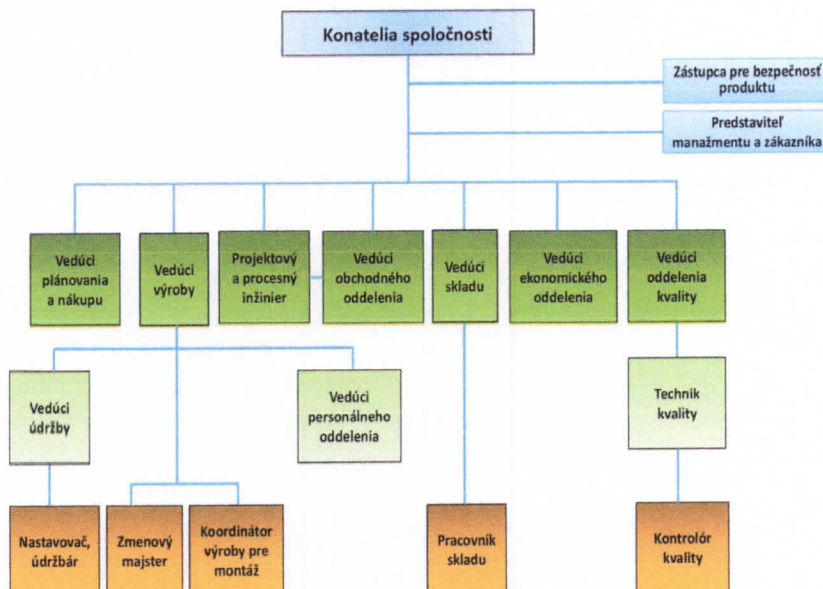 Konatelia spoločnosti
Zástupca pre bezpečnosť
produktu
Predstaviteľ
manažmentu a zákazníka
Vedúci
plánovania
a nákupu
Vedúci
výroby
Projektový
a procesný
inžinier
Vedúci
obchodného
oddelenia
Vedúci
skladu
Vedúci
ekonomického
oddelenia
Vedúci
oddelenia
kvality
Vedúci
údržby
Vedúci
personálneho
oddelenia
Technik
kvality
Nastavovač,
údržbár
Zmenový
majster
Koordinátor
výroby pre
montáž
Pracovník
skladu
Kontrolór
kvality